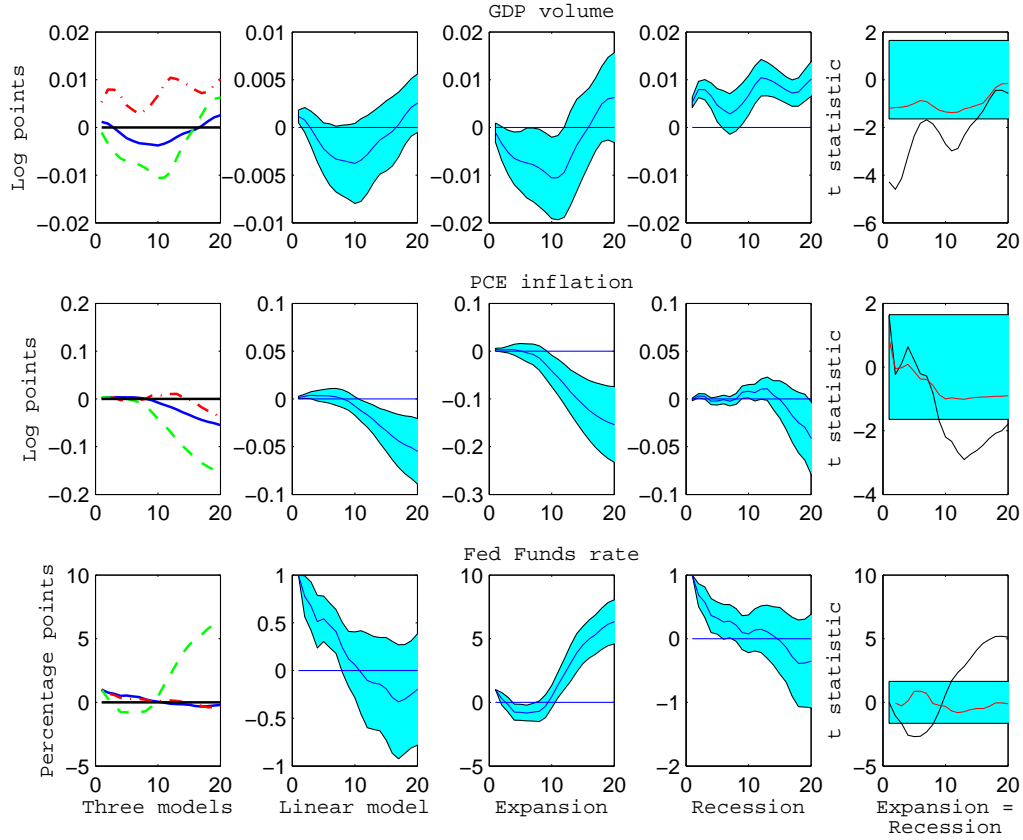 GDP volume
Log points
0.02
0.01
0
−0.01
−0.02
0 10 20
0.01
0.005
0
−0.005
−0.01
0 10 20
0.02
0.01
0
−0.01
−0.02
0 10 20
0.02
0.01
0
−0.01
−0.02
0 10 20
t statistic
2
0
−2
−4
−6
0 5 10 15 20
PCE inflation
Log points
0.2
0.1
0
−0.1
−0.2
0 10 20
0.1
0.05
0
−0.05
−0.1
0 10 20
0.1
0
−0.1
−0.2
−0.3
0 10 20
0.1
0.05
0
−0.05
−0.1
0 10 20
t statistic
2
0
−2
−4
0 5 10 15 20
Fed Funds rate
Percentage points
10
5
0
−5
0 10 20
Three models
1
0.5
0
−0.5
−1
0 10 20
Linear model
10
5
0
−5
0 10 20
Expansion
1
0
−1
−2
0 10 20
Recession
t statistic
10
5
0
−5
0 5 10 15 20
Expansion =
Recession